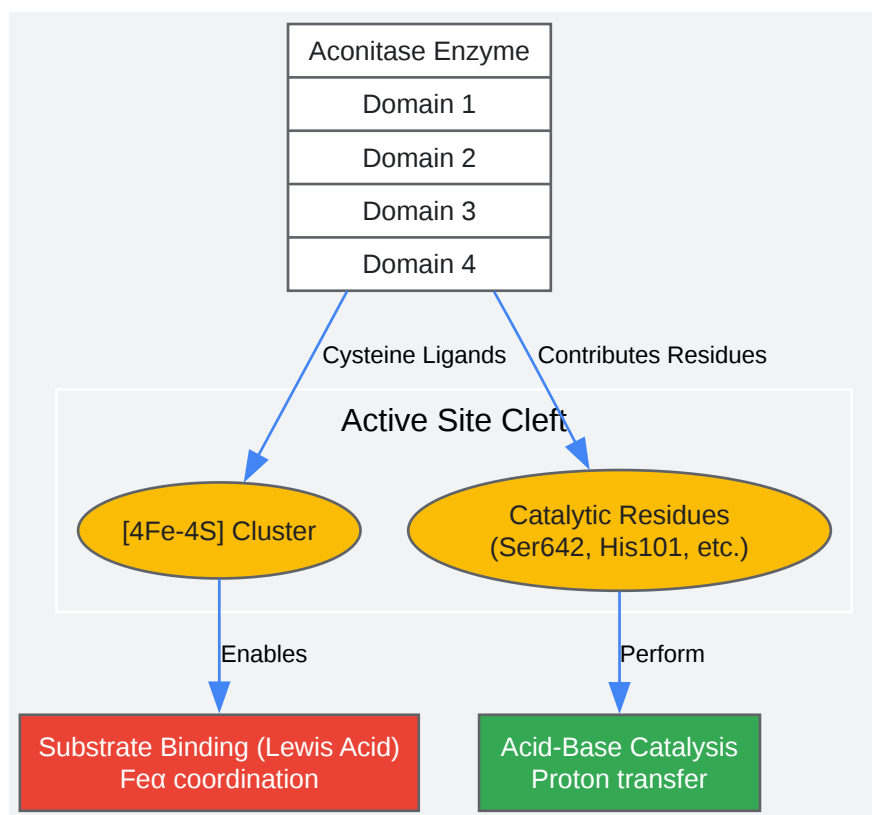 Aconitase Enzyme
Domain 1
Domain 2
Domain 3
Domain 4
Cysteine Ligands
Contributes Residues
Active Site Cleft
[4Fe-4S] Cluster
Catalytic Residues
(Ser642, His101, etc.)
Enables
Perform
Substrate Binding (Lewis Acid)
Feα coordination
Acid-Base Catalysis
Proton transfer